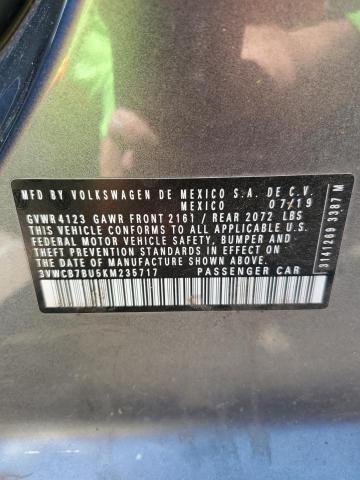 MFD BY VOLKSWAGEN DE MEXICO S.A. DE C.V.
MEXICO 07/19
GVWR 4123 GAWR FRONT 2161 / REAR 2072 LBS
THIS VEHICLE CONFORMS TO ALL APPLICABLE U.S.
FEDERAL MOTOR VEHICLE SAFETY, BUMPER AND
THEFT PREVENTION STANDARDS IN EFFECT ON
THE DATE OF MANUFACTURE SHOWN ABOVE.
3VWCB7BU5KM235717 PASSENGER CAR
3141269 3387 M